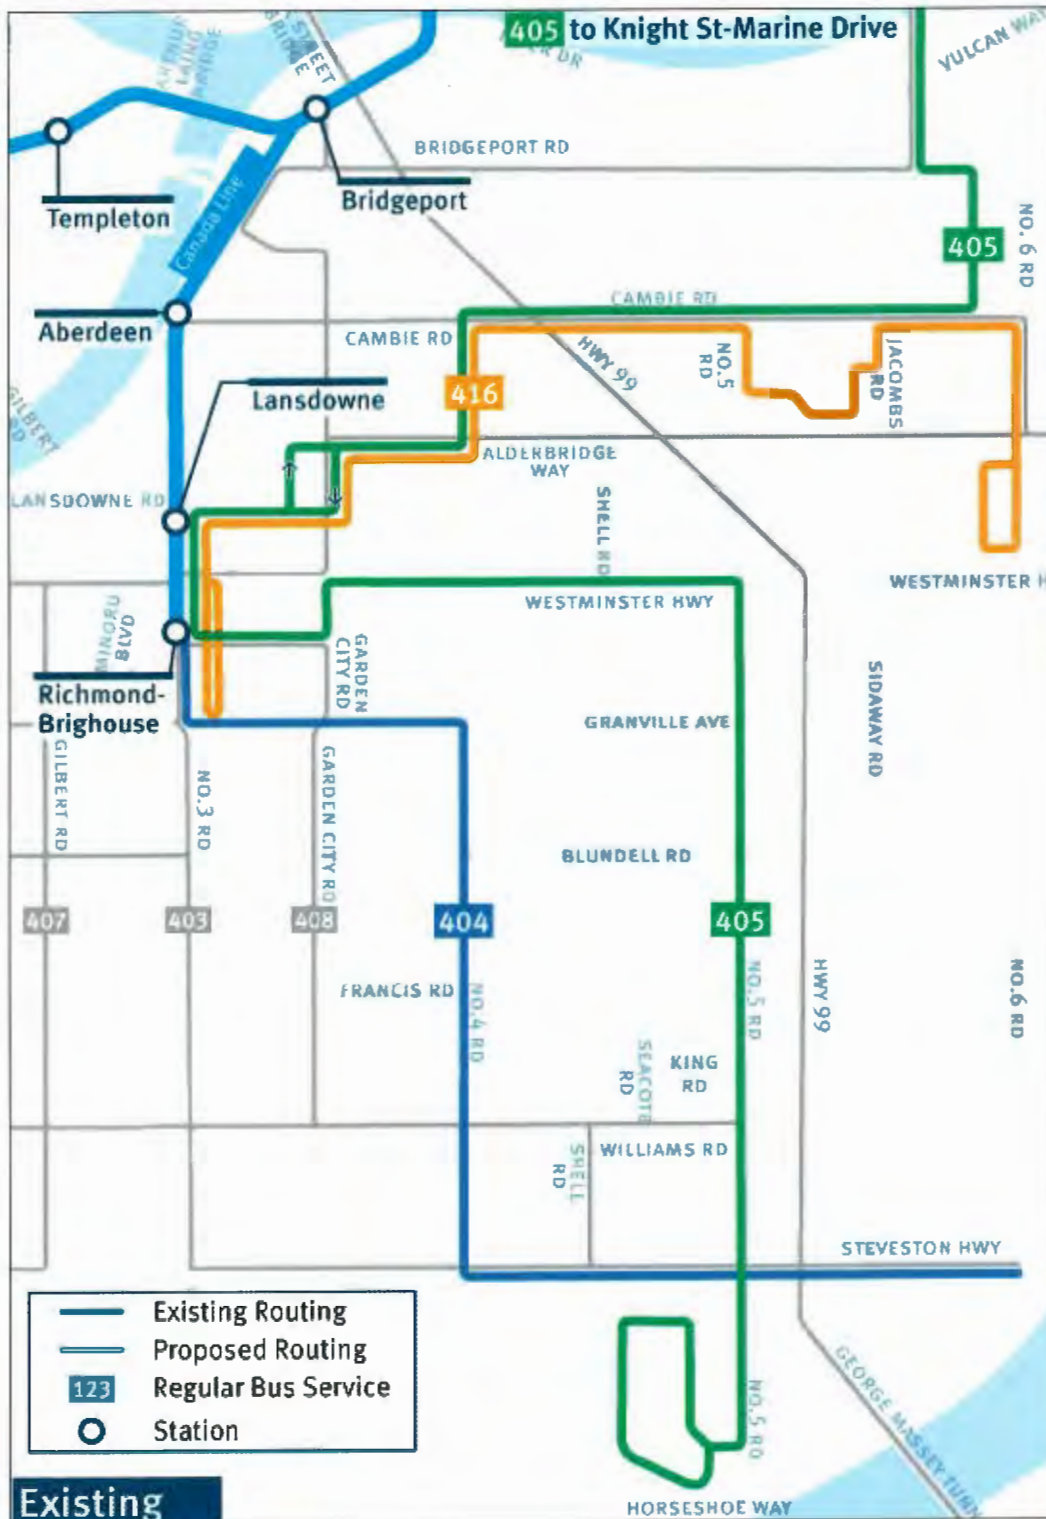 405 to Knight St-Marine Drive
VULCAN WAY
BRIDGEPORT RD
Templeton
Bridgeport
Canada Line
NO. 6 RD
405
CAMBIE RD
Aberdeen
CAMBIE RD
HWY 99
NO.5
RD
JACOMBS
RD
Lansdowne
416
GILBERT
RD
ALDERBRIDGE
WAY
LANSDOWNE RD
SHELL RD
WESTMINSTER HWY
WESTMINSTER H
MINORU
BLVD
GARDEN
CITY RD
Richmond-
Brighouse
GRANVILLE AVE
SIDAWAY RD
GILBERT RD
NO.3 RD
GARDEN CITY RD
BLUNDELL RD
407
403
408
404
405
FRANCIS RD
NO.4 RD
NO.5 RD
HWY 99
NO.6 RD
SEACOTE
RD
KING
RD
WILLIAMS RD
SHELL
RD
STEVESTON HWY
Existing Routing
Proposed Routing
123 Regular Bus Service
Station
NO.5 RD
GEORGE MASSEY TUNN
HORSESHOE WAY
Existing